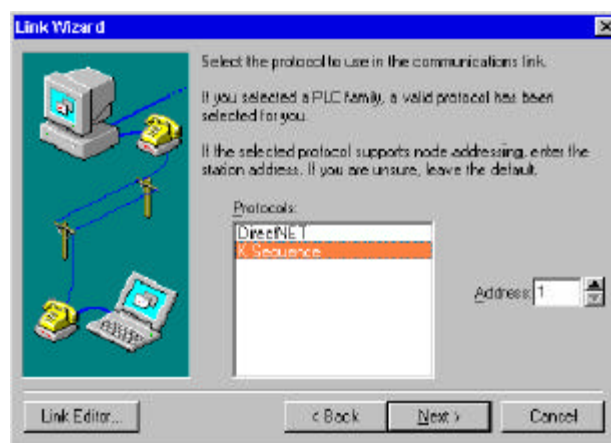 Link Wizard
Select the protocol to use in the communications link.
If you selected a PLC family, a valid protocol has been
selected for you.
If the selected protocol supports node addressing, enter the
station address. If you are unsure, leave the default.
Protocols:
DirectNET
K Sequence
Address: 1
Link Editor...
< Back
Next >
Cancel